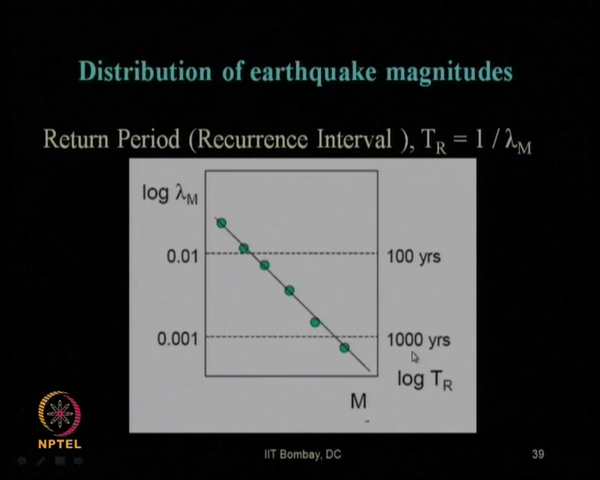 Distribution of earthquake magnitudes
Return Period (Recurrence Interval ), T_R = 1 / λ_M
log λ_M
0.01
100 yrs
0.001
1000 yrs
log T_R
M
NPTEL
IIT Bombay, DC
39